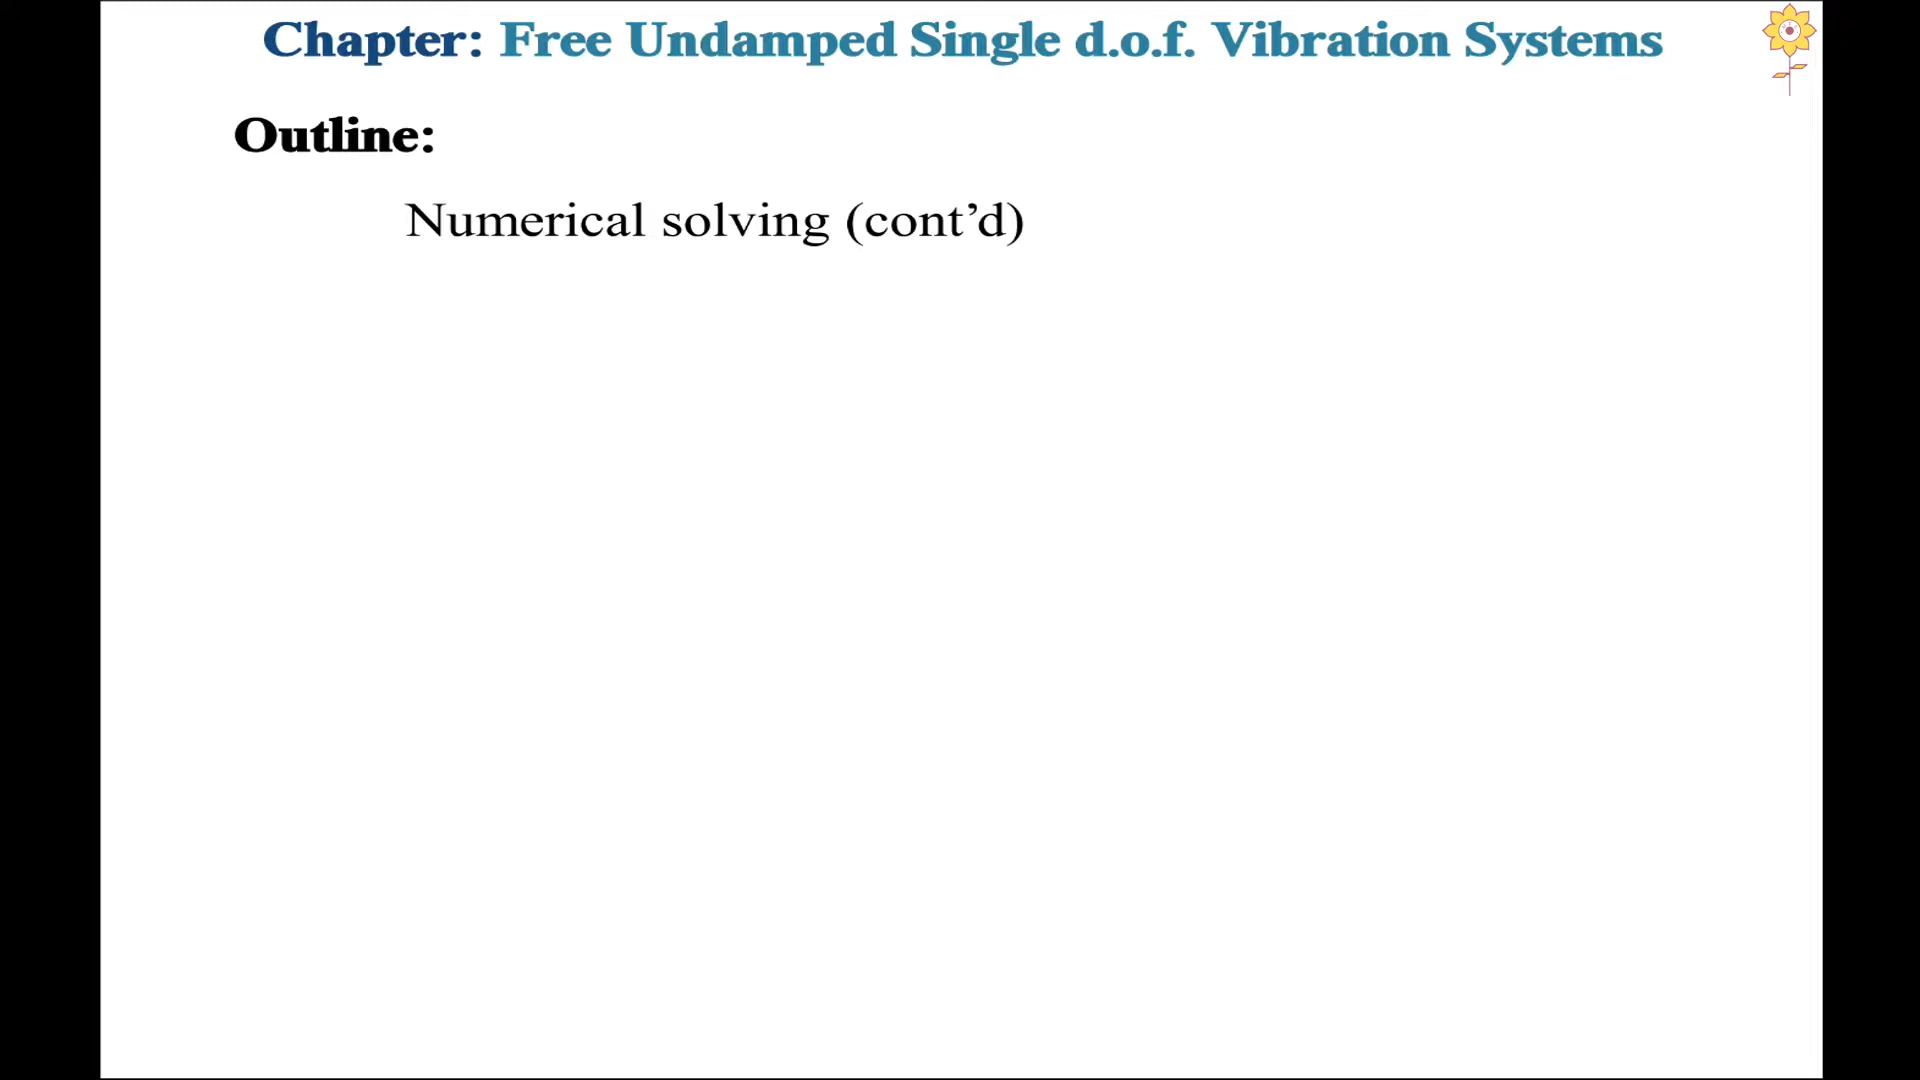 Chapter: Free Undamped Single d.o.f. Vibration Systems
Outline:
Numerical solving (cont’d)